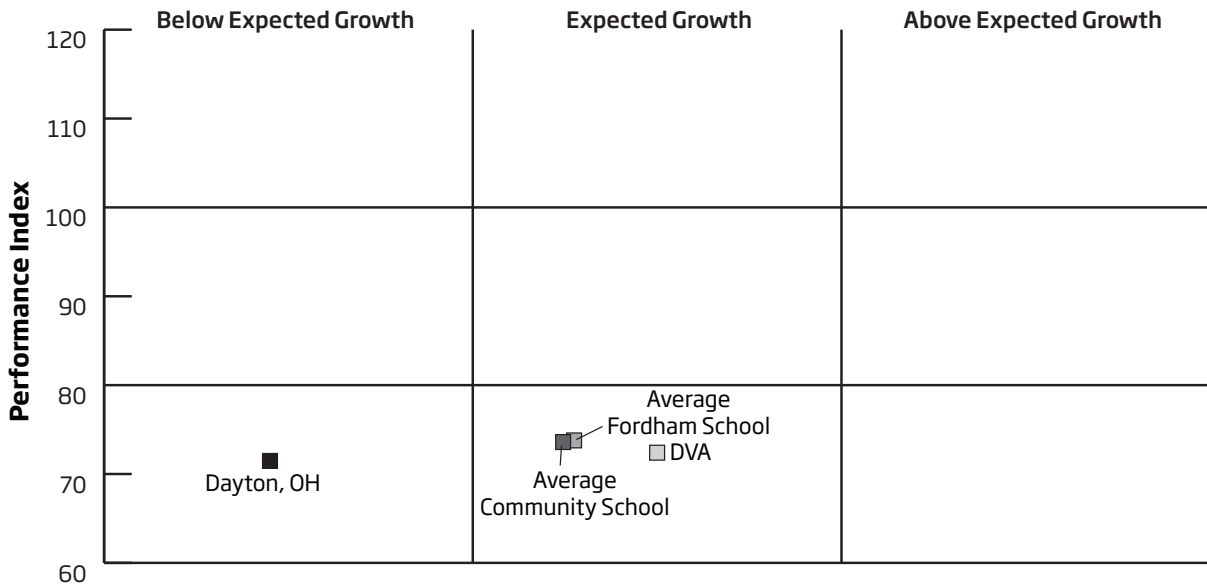 Below Expected Growth
Expected Growth
Above Expected Growth
120
110
100
90
80
70
60
Performance Index
Average
Fordham School
DVA
Dayton, OH
Average
Community School